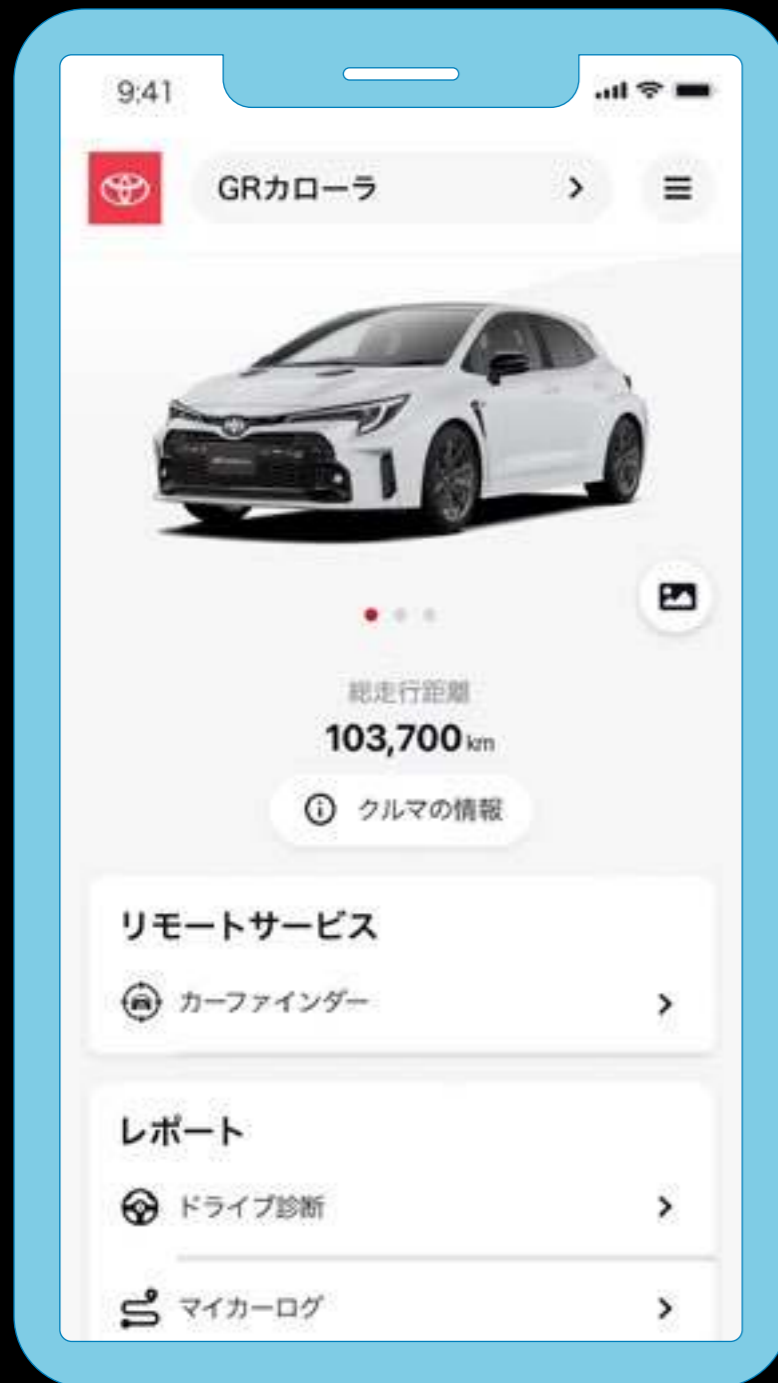 9:41
GRカローラ
総走行距離
103,700 km
クルマの情報
リモートサービス
カーファインダー
レポート
ドライブ診断
マイカーログ